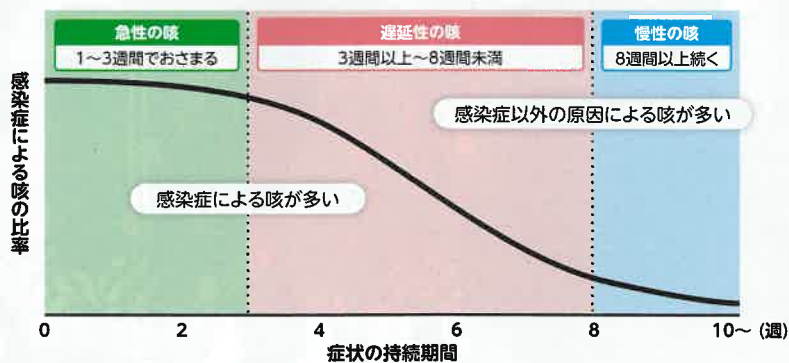 急性の咳
1〜3週間でおさまる
遅延性の咳
3週間以上〜8週間未満
慢性の咳
8週間以上続く
感染症による咳の比率
感染症以外の原因による咳が多い
感染症による咳が多い
0 2 4 6 8 10〜 (週)
症状の持続期間